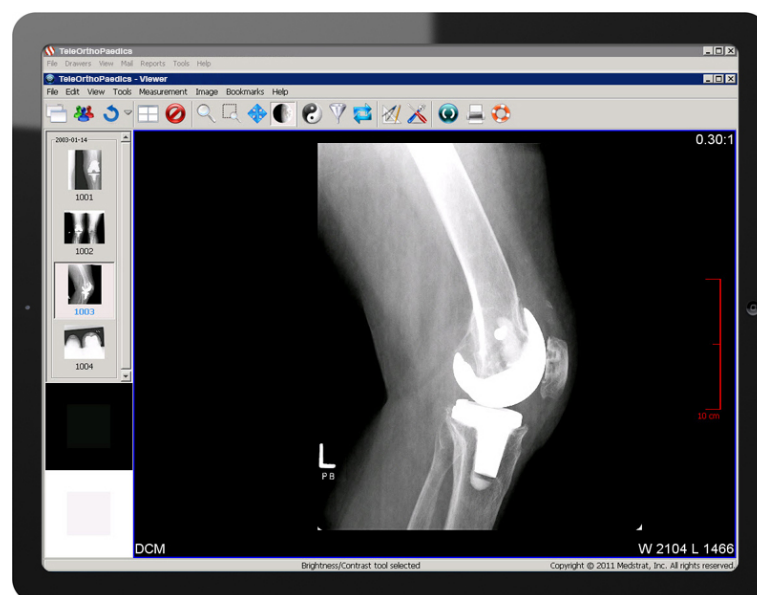 TeleOrthoPaedics
File Drawers View Mail Reports Tools Help
TeleOrthoPaedics - Viewer
File Edit View Tools Measurement Image Bookmarks Help
2003-01-14
1001
1002
1003
1004
0.30:1
10 cm
L
P B
DCM
W 2104 L 1466
Brightness/Contrast tool selected
Copyright © 2011 Medstrat, Inc. All rights reserved.